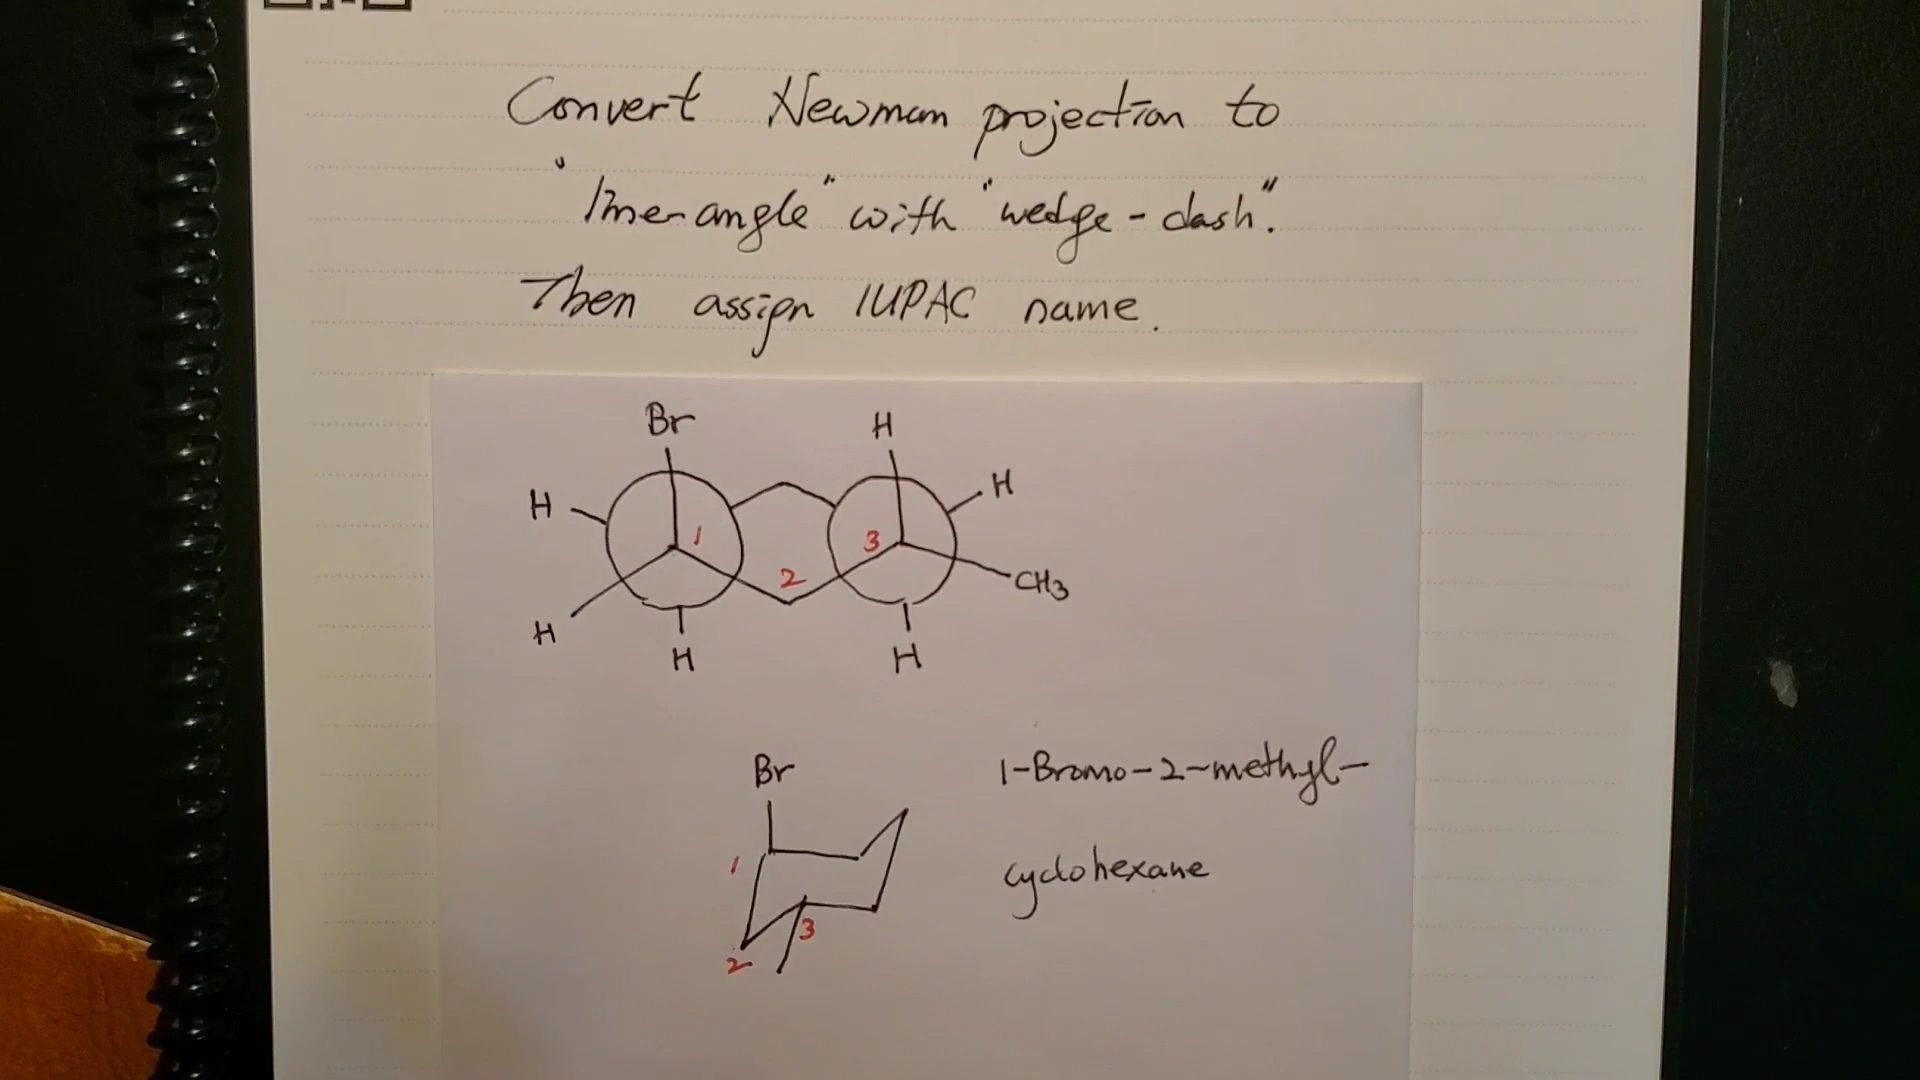 Convert Newman projection to
"line-angle" with "wedge-dash".
Then assign IUPAC name.
Br H
H H
1 3
2 CH3
H
H H
Br 1-Bromo-2-methyl-
1 cyclohexane
3
2